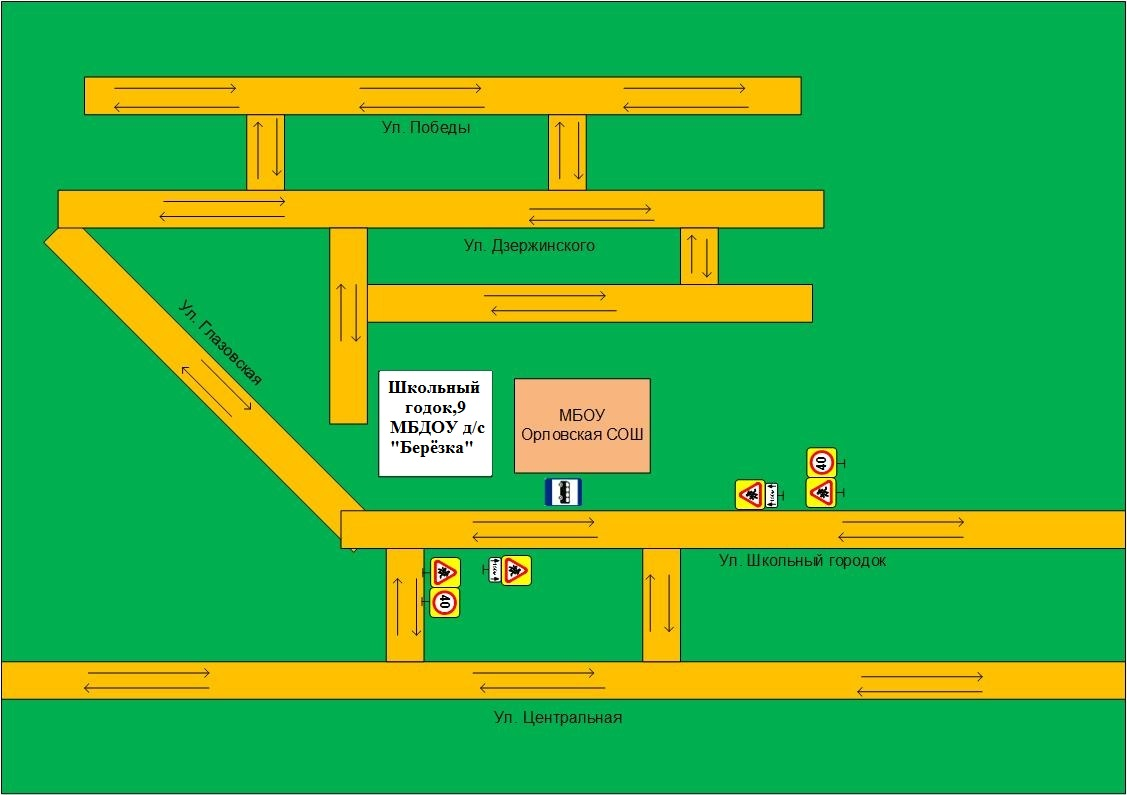 Ул. Победы
Ул. Дзержинского
Ул. Глазовская
Школьный
годок,9
МБДОУ д/с
"Берёзка"
МБОУ
Орловская СОШ
40
Ул. Школьный городок
40
Ул. Центральная